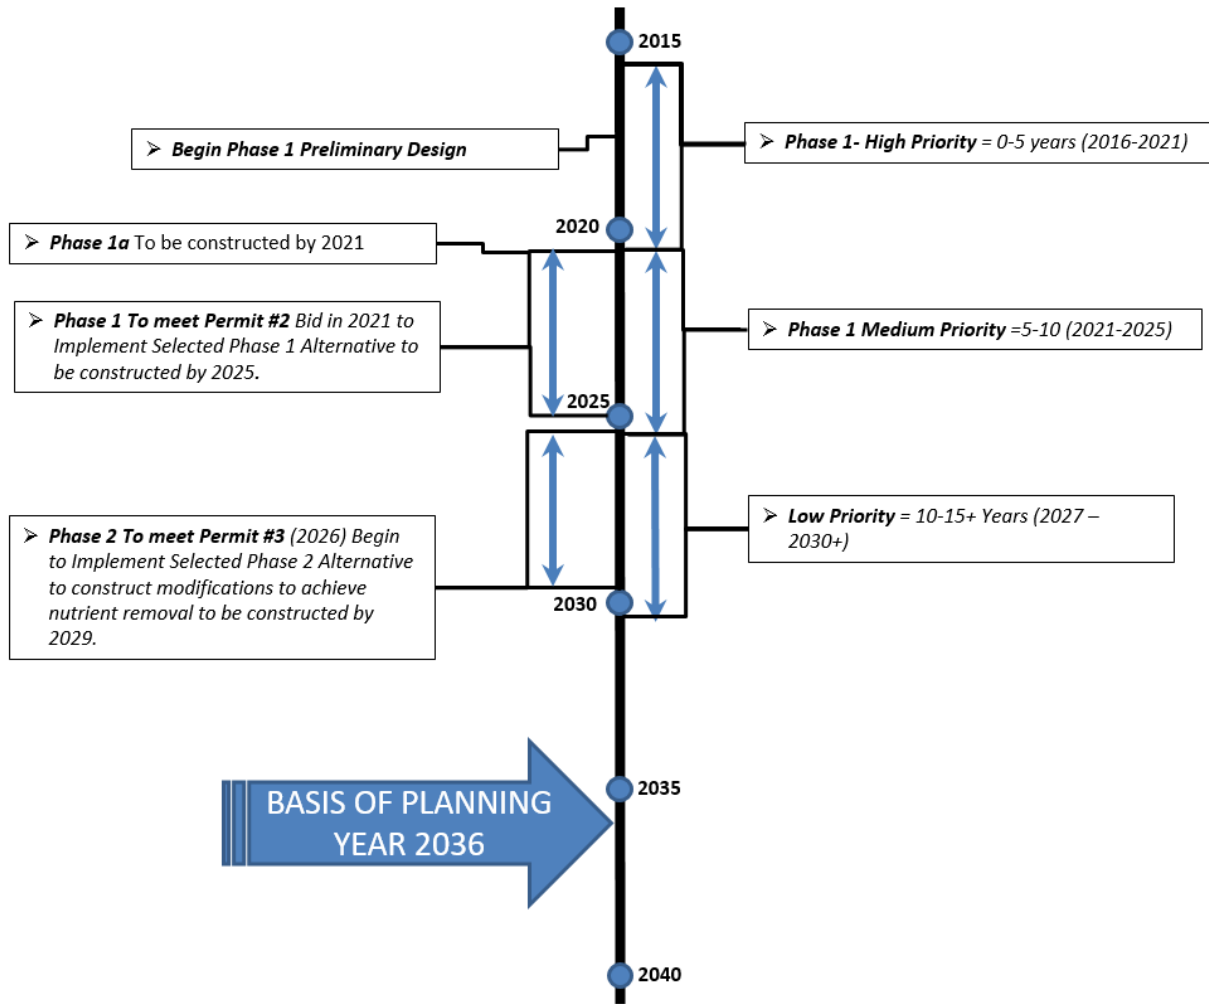 2015
➢ Begin Phase 1 Preliminary Design
➢ Phase 1- High Priority = 0-5 years (2016-2021)
2020
➢ Phase 1a To be constructed by 2021
➢ Phase 1 To meet Permit #2 Bid in 2021 to
Implement Selected Phase 1 Alternative to
be constructed by 2025.
➢ Phase 1 Medium Priority =5-10 (2021-2025)
2025
➢ Low Priority = 10-15+ Years (2027 –
2030+)
➢ Phase 2 To meet Permit #3 (2026) Begin
to Implement Selected Phase 2 Alternative
to construct modifications to achieve
nutrient removal to be constructed by
2029.
2030
2035
BASIS OF PLANNING
YEAR 2036
2040